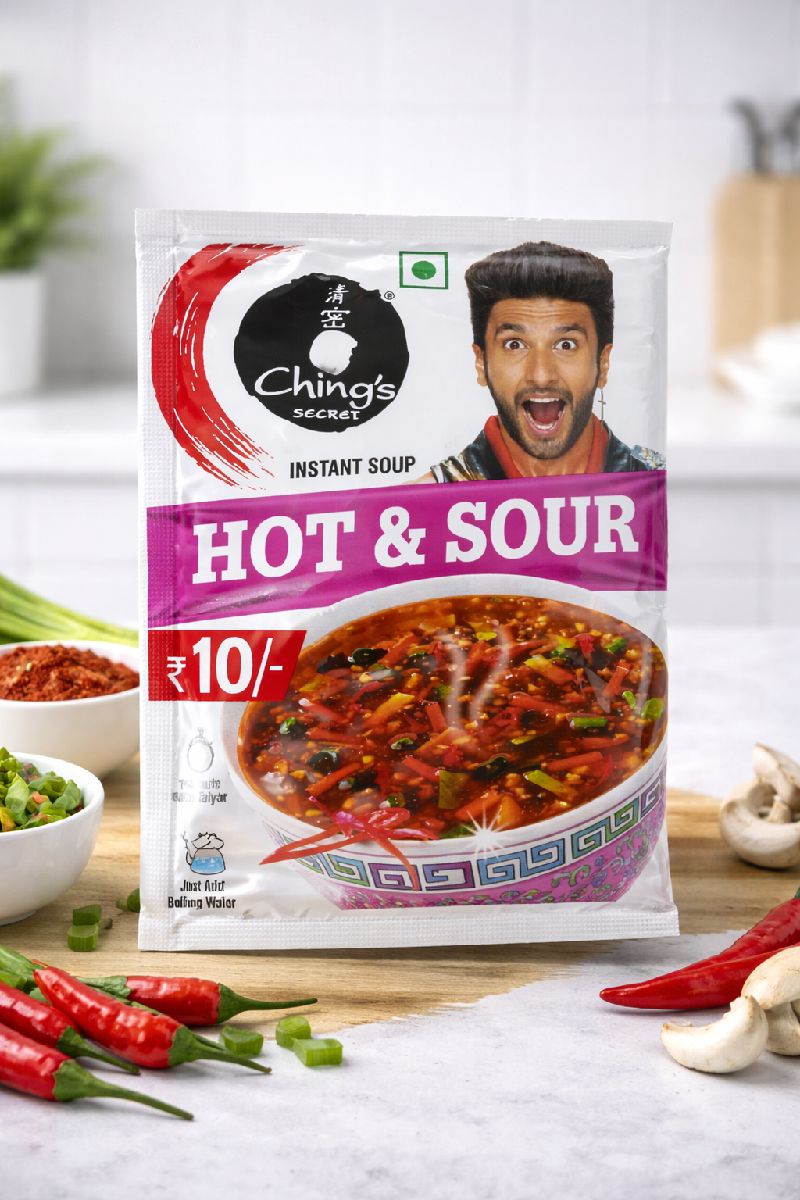 清
密
Ching's
SECRET
®
INSTANT SOUP
HOT & SOUR
₹10/-
Just Add
Boiling Water